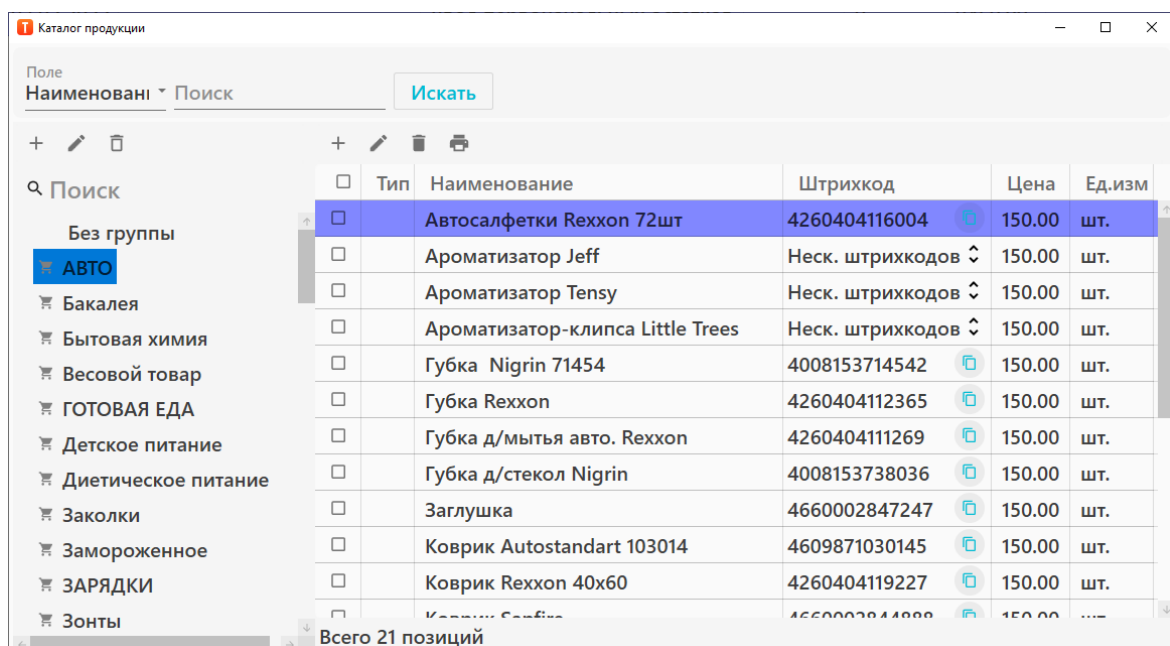 Каталог продукции
Поле
Наименовани Поиск Искать
Поиск
Без группы
АВТО
Бакалея
Бытовая химия
Весовой товар
ГОТОВАЯ ЕДА
Детское питание
Диетическое питание
Заколки
Замороженное
ЗАРЯДКИ
Зонты
Тип Наименование Штрихкод Цена Ед.изм
Автосалфетки Rexxon 72шт 4260404116004 150.00 шт.
Ароматизатор Jeff Неск. штрихкодов 150.00 шт.
Ароматизатор Tensy Неск. штрихкодов 150.00 шт.
Ароматизатор-клипса Little Trees Неск. штрихкодов 150.00 шт.
Губка Nigrin 71454 4008153714542 150.00 шт.
Губка Rexxon 4260404112365 150.00 шт.
Губка д/мытья авто. Rexxon 4260404111269 150.00 шт.
Губка д/стекол Nigrin 4008153738036 150.00 шт.
Заглушка 4660002847247 150.00 шт.
Коврик Autostandart 103014 4609871030145 150.00 шт.
Коврик Rexxon 40x60 4260404119227 150.00 шт.
Всего 21 позиций